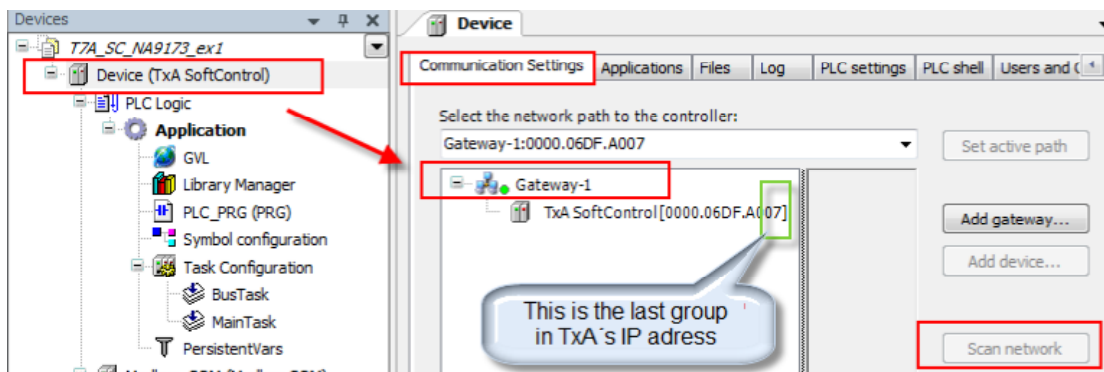 Devices
T7A_SC_NA9173_ex1
Device (TxA SoftControl)
PLC Logic
Application
GVL
Library Manager
PLC_PRG (PRG)
Symbol configuration
Task Configuration
BusTask
MainTask
PersistentVars
Device
Communication Settings Applications Files Log PLC settings PLC shell Users and
Select the network path to the controller:
Gateway-1:0000.06DF.A007
Set active path
Gateway-1
TxA SoftControl [0000.06DF.A007]
Add gateway...
Add device...
This is the last group
in TxA´s IP adress
Scan network